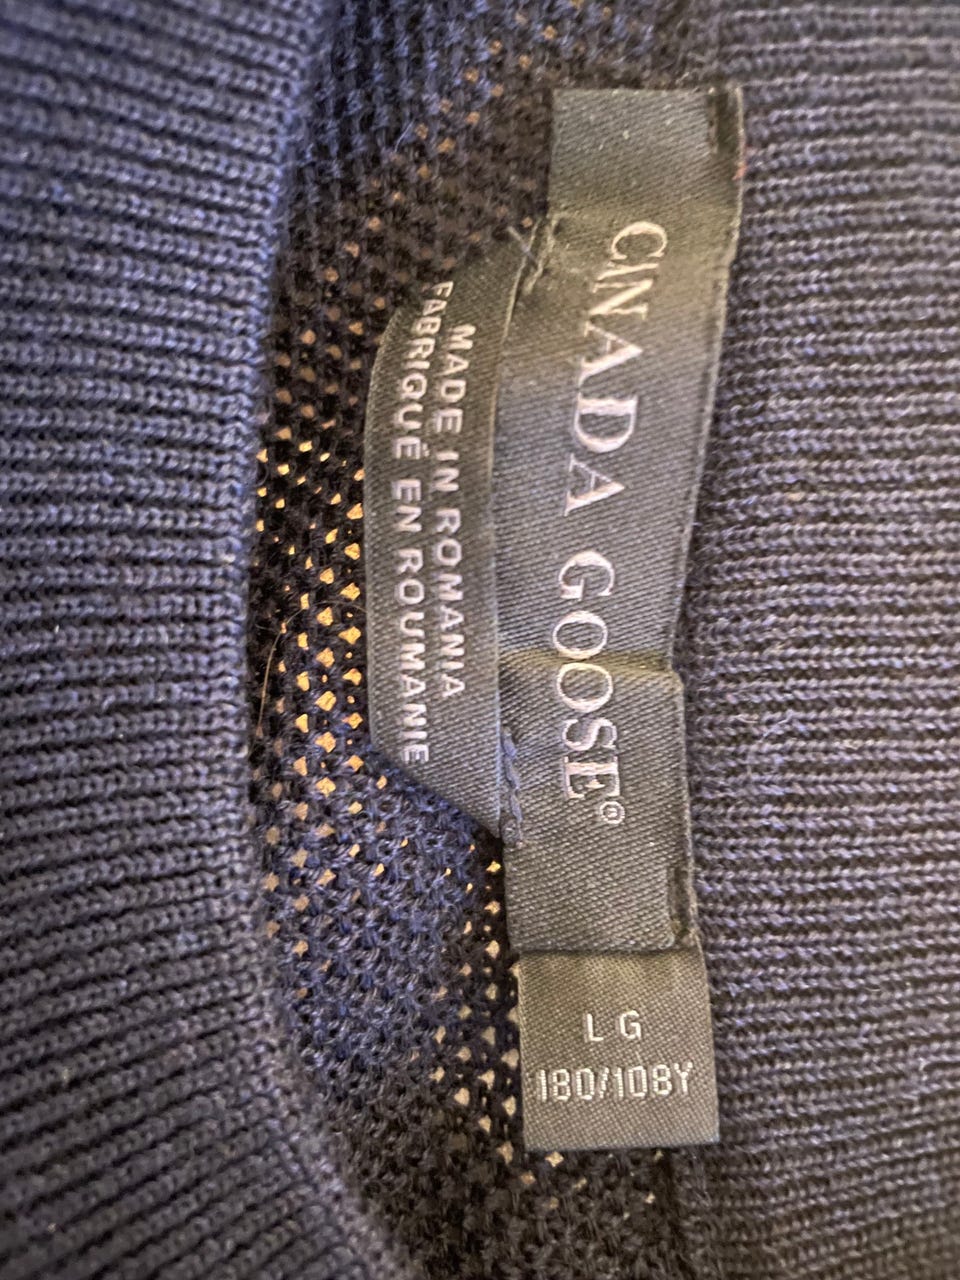 CANADA GOOSE®
MADE IN ROMANIA
FABRIQUÉ EN ROUMANIE
LG
180/108Y